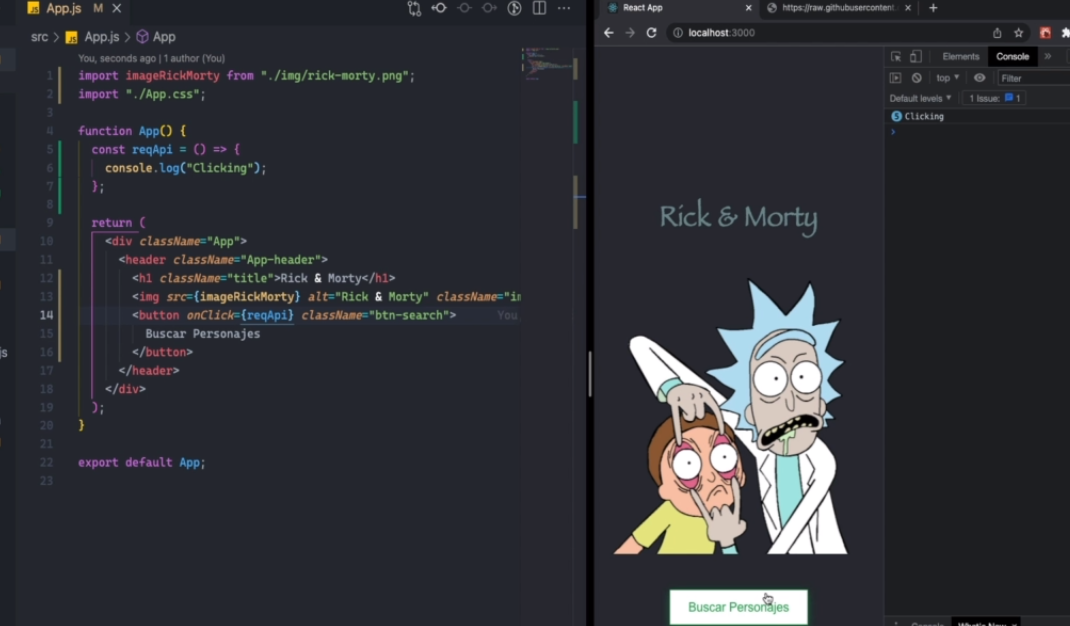 App.js M
React App
https://raw.githubusercontent.
src > App.js > App
localhost:3000
You, seconds ago | 1 author (You)
Elements
Console
top
Filter
Default levels
1 Issue: 1
5 Clicking
1 import imageRickMorty from "./img/rick-morty.png";
2 import "./App.css";
3
4 function App() {
5 const reqApi = () => {
6 console.log("Clicking");
7 };
8
9 return (
10 <div className="App">
11 <header className="App-header">
12 <h1 className="title">Rick & Morty</h1>
13 <img src={imageRickMorty} alt="Rick & Morty" className="in
14 <button onClick={reqApi} className="btn-search"> You
15 Buscar Personajes
16 </button>
17 </header>
18 </div>
19 );
20 }
21
22 export default App;
23
js
Rick & Morty
Buscar Personajes
Console
What's New